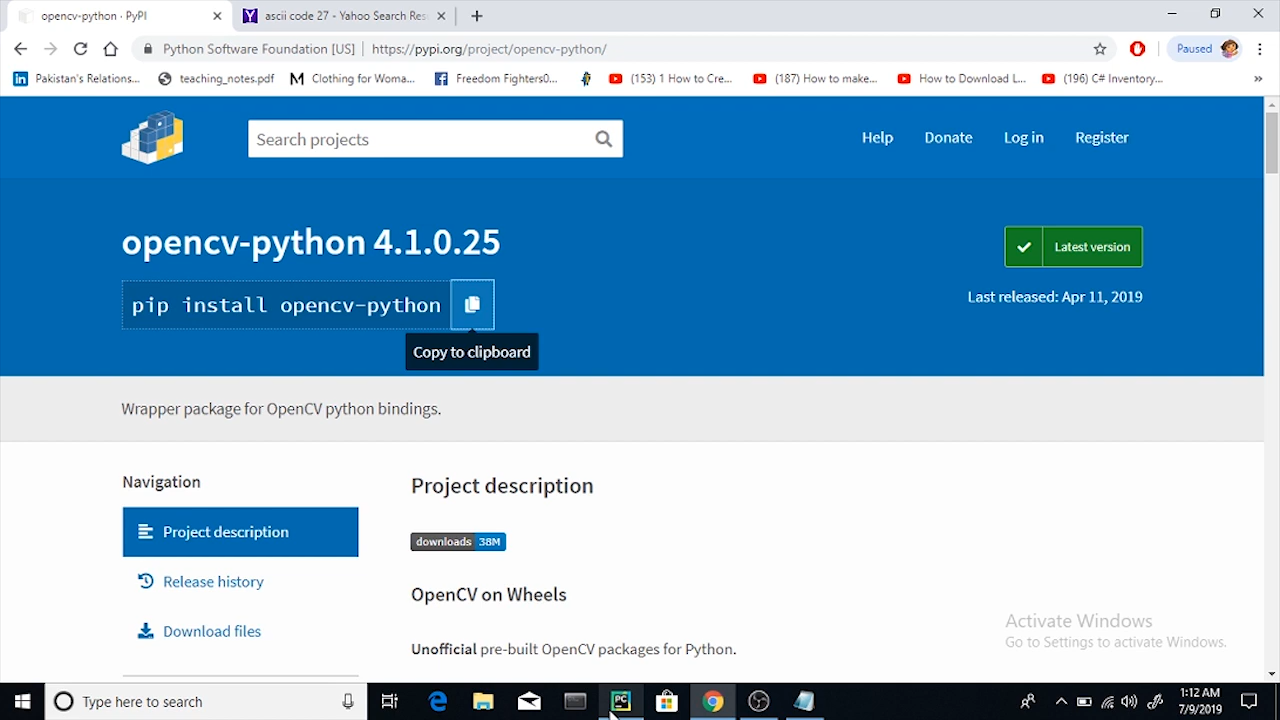 opencv-python · PyPI
ascii code 27 - Yahoo Search Res
Python Software Foundation [US]
https://pypi.org/project/opencv-python/
Paused
Pakistan's Relations...
teaching_notes.pdf
Clothing for Woma...
Freedom Fighters0...
(153) 1 How to Cre...
(187) How to make...
How to Download L...
(196) C# Inventory...
Search projects
Help
Donate
Log in
Register
opencv-python 4.1.0.25
Latest version
pip install opencv-python
Last released: Apr 11, 2019
Copy to clipboard
Wrapper package for OpenCV python bindings.
Navigation
Project description
Release history
Download files
Project description
downloads 38M
OpenCV on Wheels
Unofficial pre-built OpenCV packages for Python.
Activate Windows
Go to Settings to activate Windows.
Type here to search
1:12 AM
7/9/2019